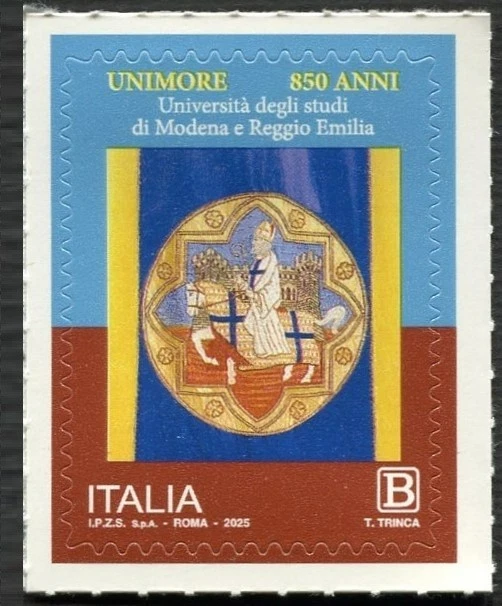 UNIMORE 850 ANNI
Università degli studi
di Modena e Reggio Emilia
ITALIA
B
I.P.Z.S. S.p.A. - ROMA - 2025
T. TRINCA